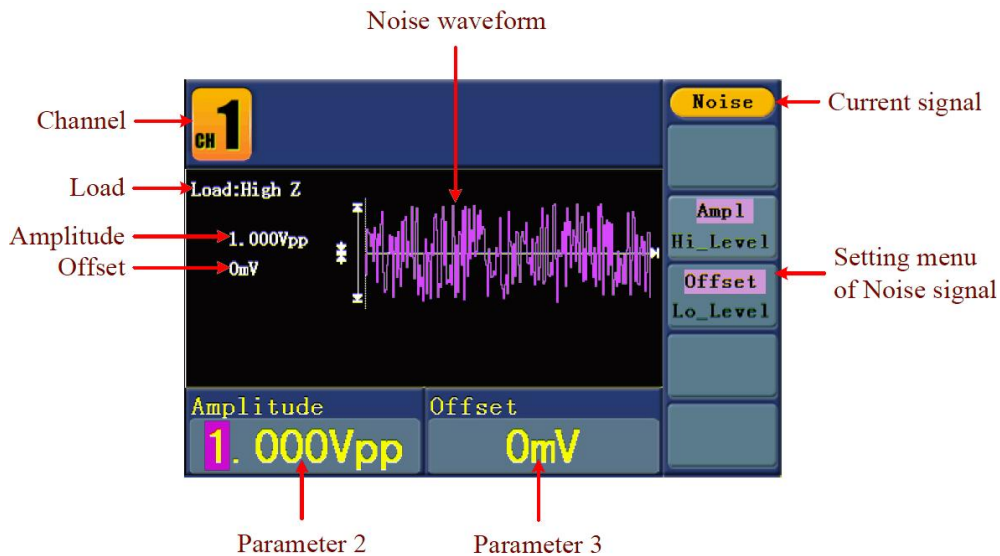 Noise waveform
Channel
CH 1
Noise
Current signal
Load
Load:High Z
Amplitude
1.000Vpp
Offset
0mV
Ampl
Hi_Level
Offset
Lo_Level
Setting menu
of Noise signal
Amplitude
Offset
1.000Vpp
0mV
Parameter 2
Parameter 3